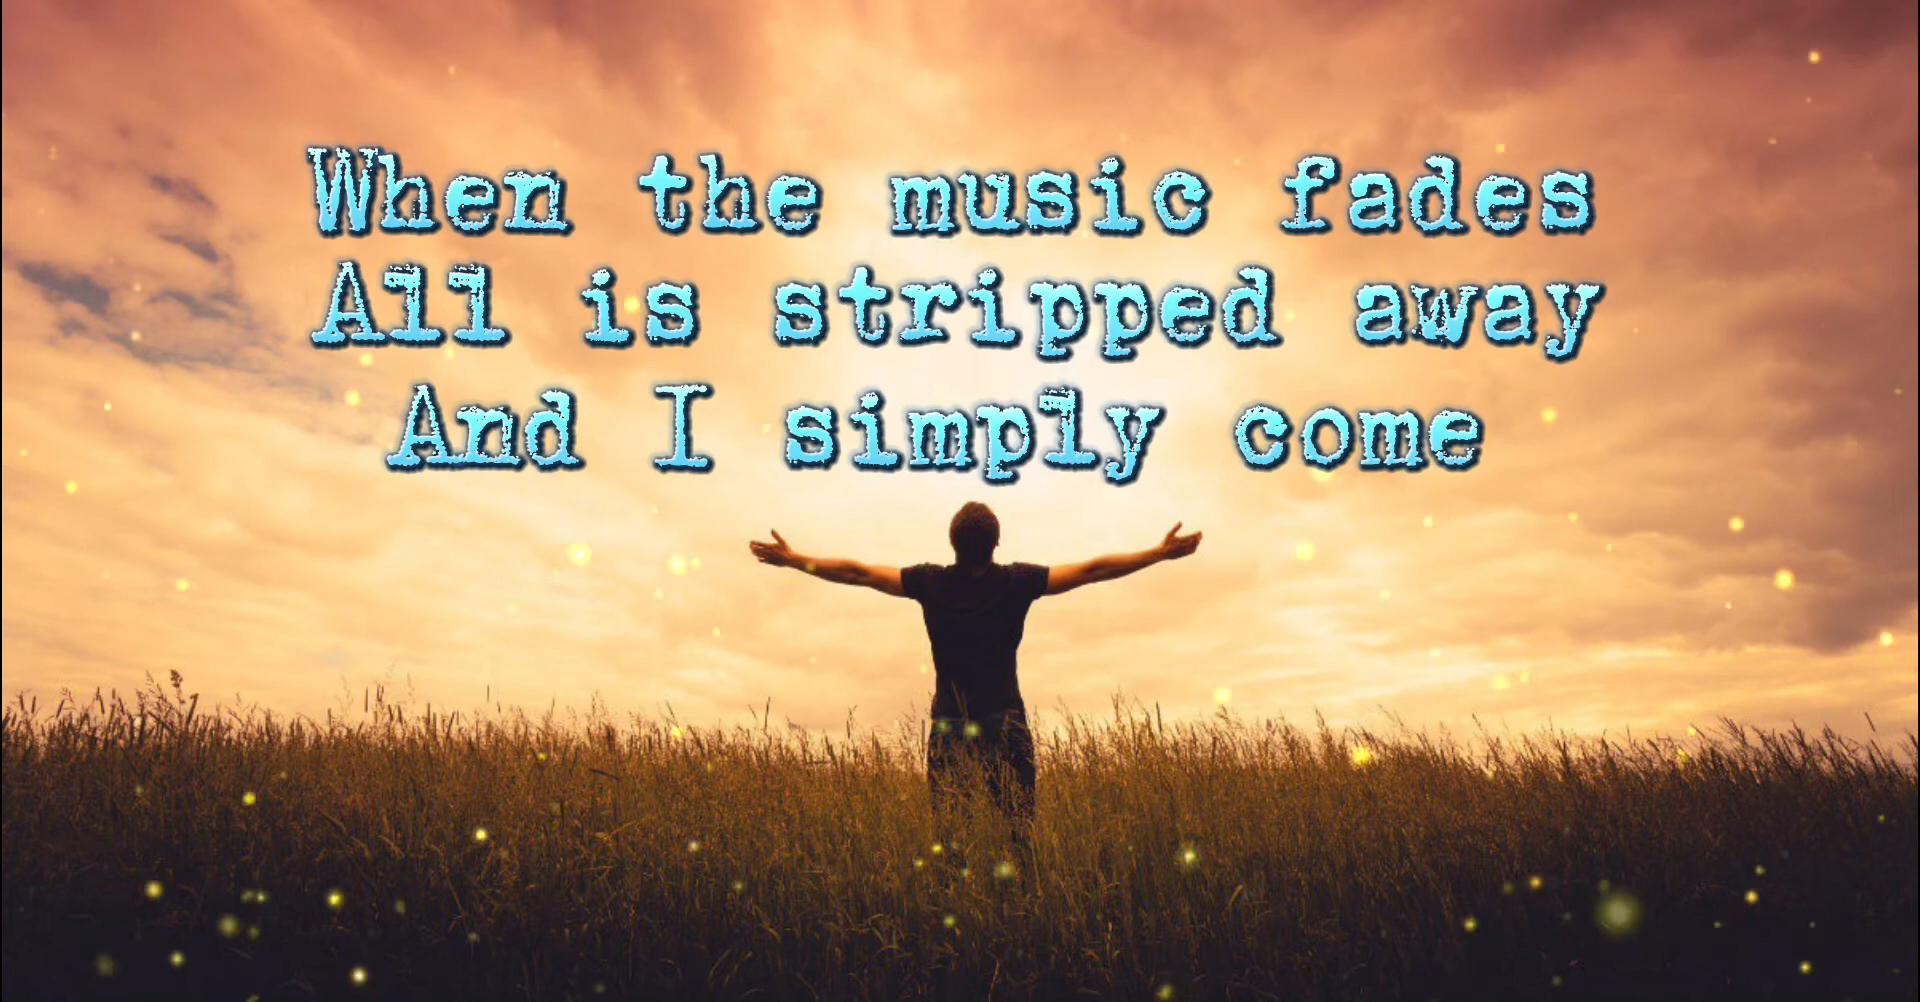 When the music fades
All is stripped away
And I simply come